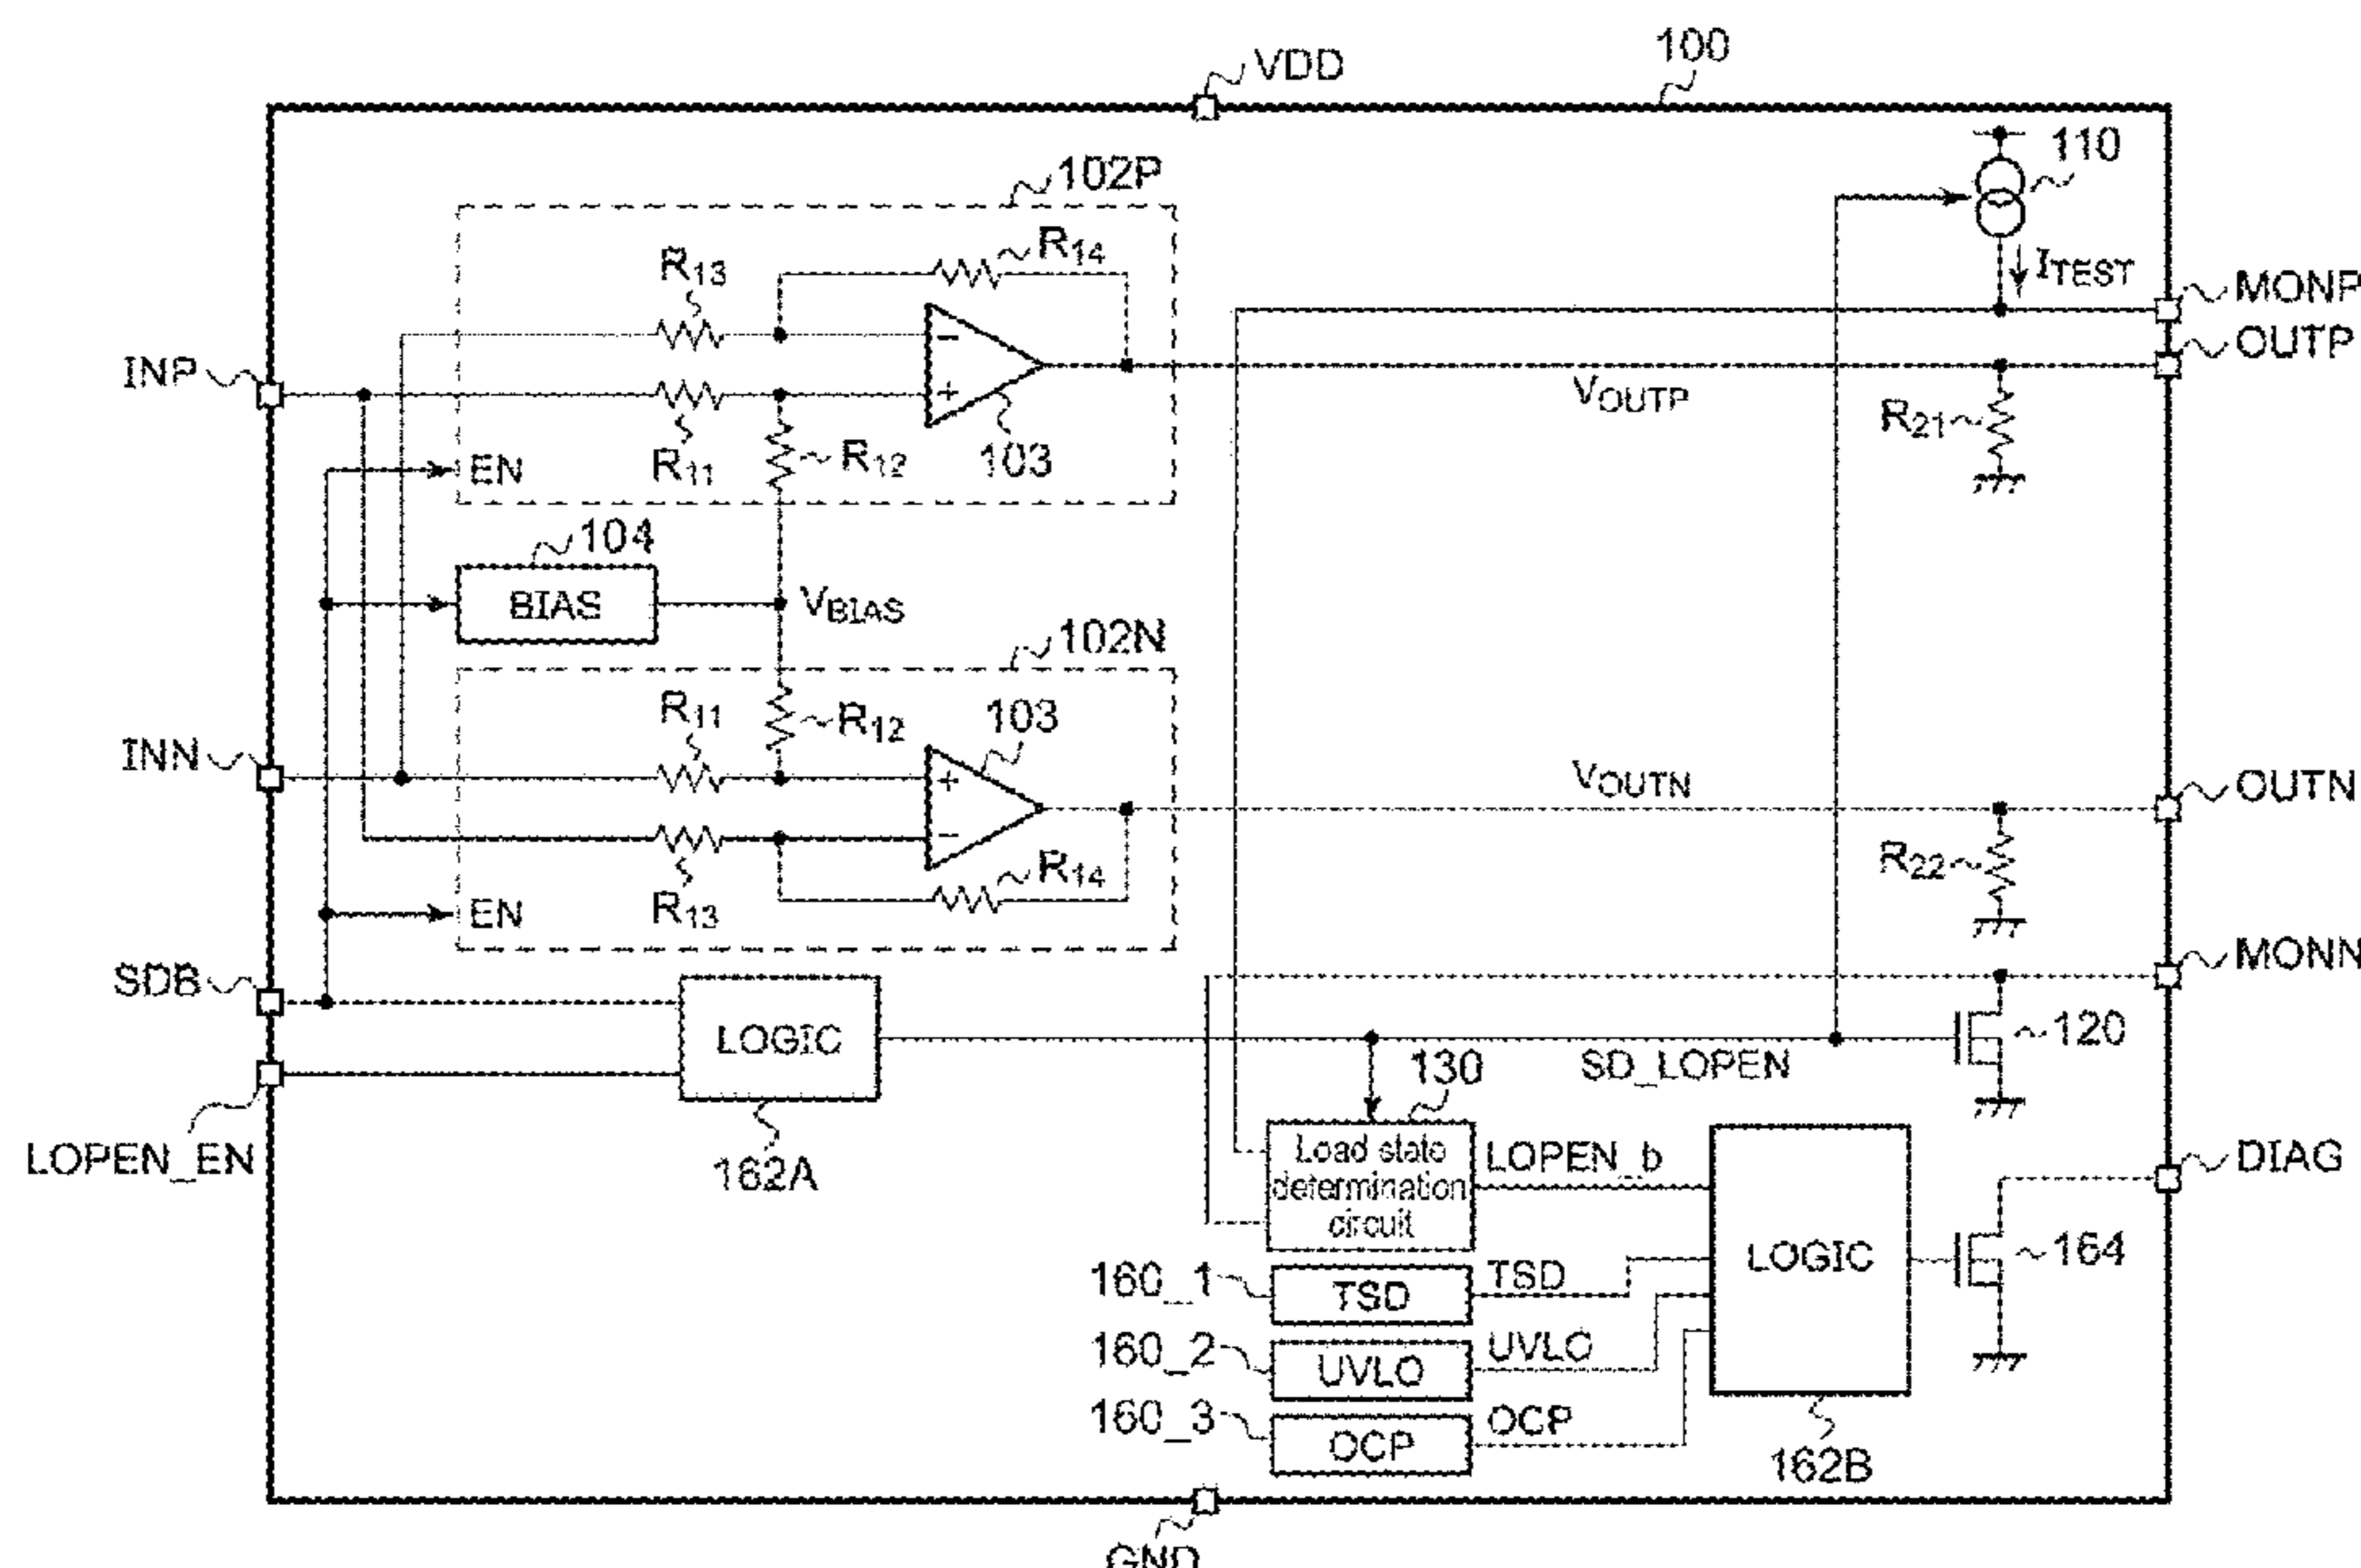 VDD
100
102P
110
R13
R14
ITEST
MONP
OUTP
INP
−
+
VOUTP
R21
EN
R11
R12
103
104
BIAS
VBIAS
102N
R11
R12
103
INN
+
−
VOUTN
OUTN
R14
R22
R13
EN
SDB
MONN
LOGIC
SD_LOPEN
120
130
LOPEN_EN
162A
Load state
determination
circuit
LOPEN_b
DIAG
LOGIC
164
160_1
TSD
TSD
160_2
UVLO
UVLO
160_3
OCP
OCP
162B
GND